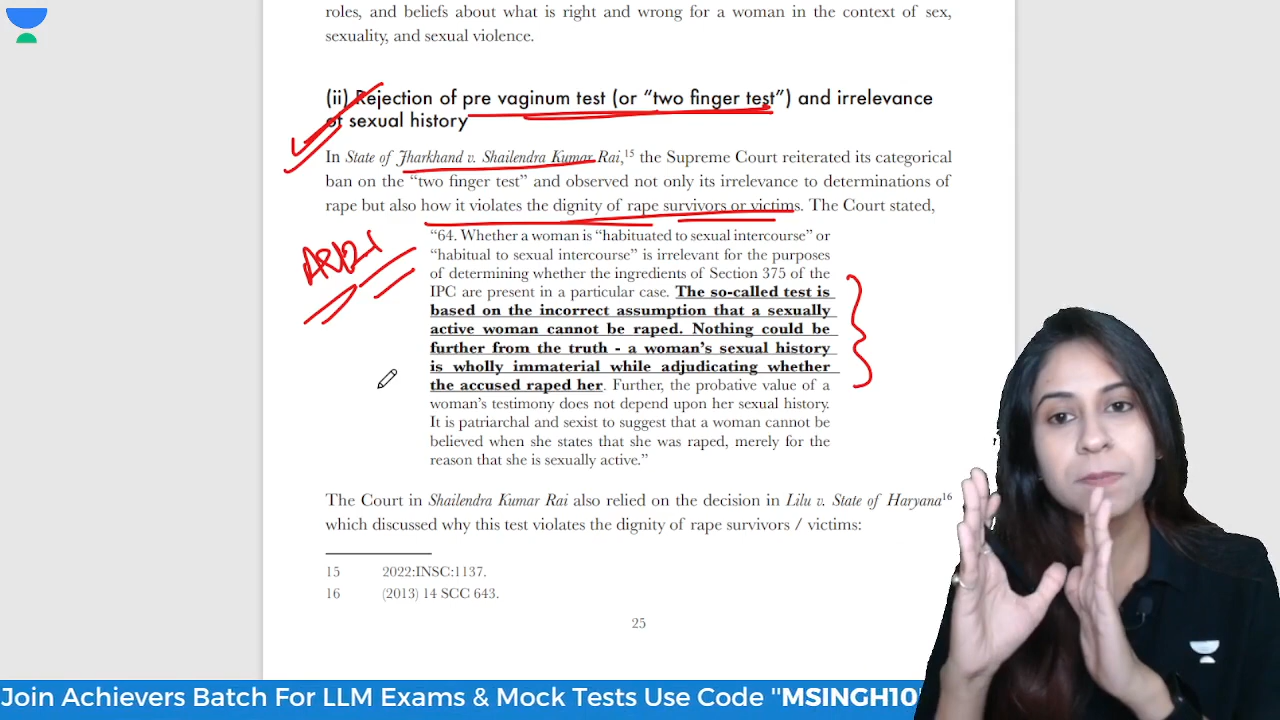 roles, and beliefs about what is right and wrong for a woman in the context of sex,
sexuality, and sexual violence.
(ii) Rejection of pre vaginum test (or “two finger test”) and irrelevance
of sexual history
In State of Jharkhand v. Shailendra Kumar Rai,15 the Supreme Court reiterated its categorical
ban on the “two finger test” and observed not only its irrelevance to determinations of
rape but also how it violates the dignity of rape survivors or victims. The Court stated,
“64. Whether a woman is “habituated to sexual intercourse” or
“habitual to sexual intercourse” is irrelevant for the purposes
of determining whether the ingredients of Section 375 of the
IPC are present in a particular case. The so-called test is
based on the incorrect assumption that a sexually
active woman cannot be raped. Nothing could be
further from the truth - a woman’s sexual history
is wholly immaterial while adjudicating whether
the accused raped her. Further, the probative value of a
woman’s testimony does not depend upon her sexual history.
It is patriarchal and sexist to suggest that a woman cannot be
believed when she states that she was raped, merely for the
reason that she is sexually active.”
The Court in Shailendra Kumar Rai also relied on the decision in Lilu v. State of Haryana16
which discussed why this test violates the dignity of rape survivors / victims:
15 2022:INSC:1137.
16 (2013) 14 SCC 643.
25
Join Achievers Batch For LLM Exams & Mock Tests Use Code "MSINGH10"